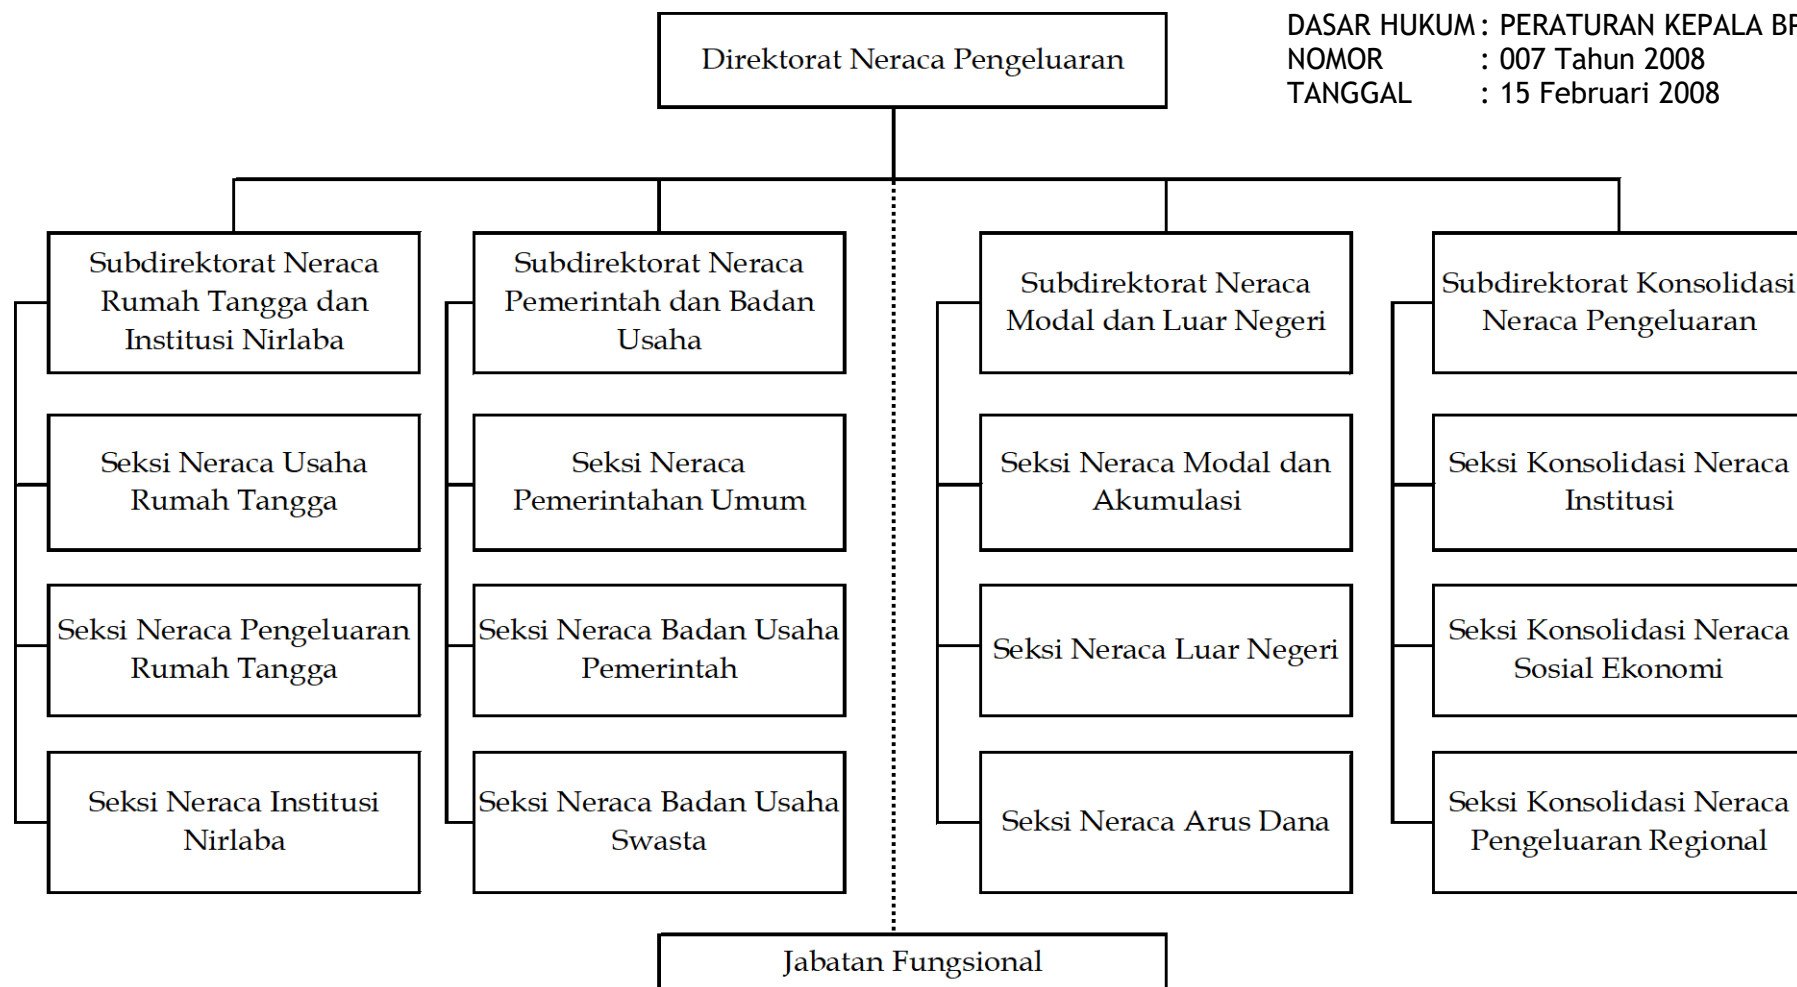 Direktorat Neraca Pengeluaran
DASAR HUKUM : PERATURAN KEPALA
NOMOR : 007 Tahun 2008
TANGGAL : 15 Februari 2008
Subdirektorat Neraca
Rumah Tangga dan
Institusi Nirlaba
Subdirektorat Neraca
Pemerintah dan Badan
Usaha
Subdirektorat Neraca
Modal dan Luar Negeri
Subdirektorat Konsolidasi
Neraca Pengeluaran
Seksi Neraca Usaha
Rumah Tangga
Seksi Neraca
Pemerintahan Umum
Seksi Neraca Modal dan
Akumulasi
Seksi Konsolidasi Neraca
Institusi
Seksi Neraca Pengeluaran
Rumah Tangga
Seksi Neraca Badan Usaha
Pemerintah
Seksi Neraca Luar Negeri
Seksi Konsolidasi Neraca
Sosial Ekonomi
Seksi Neraca Institusi
Nirlaba
Seksi Neraca Badan Usaha
Swasta
Seksi Neraca Arus Dana
Seksi Konsolidasi Neraca
Pengeluaran Regional
Jabatan Fungsional